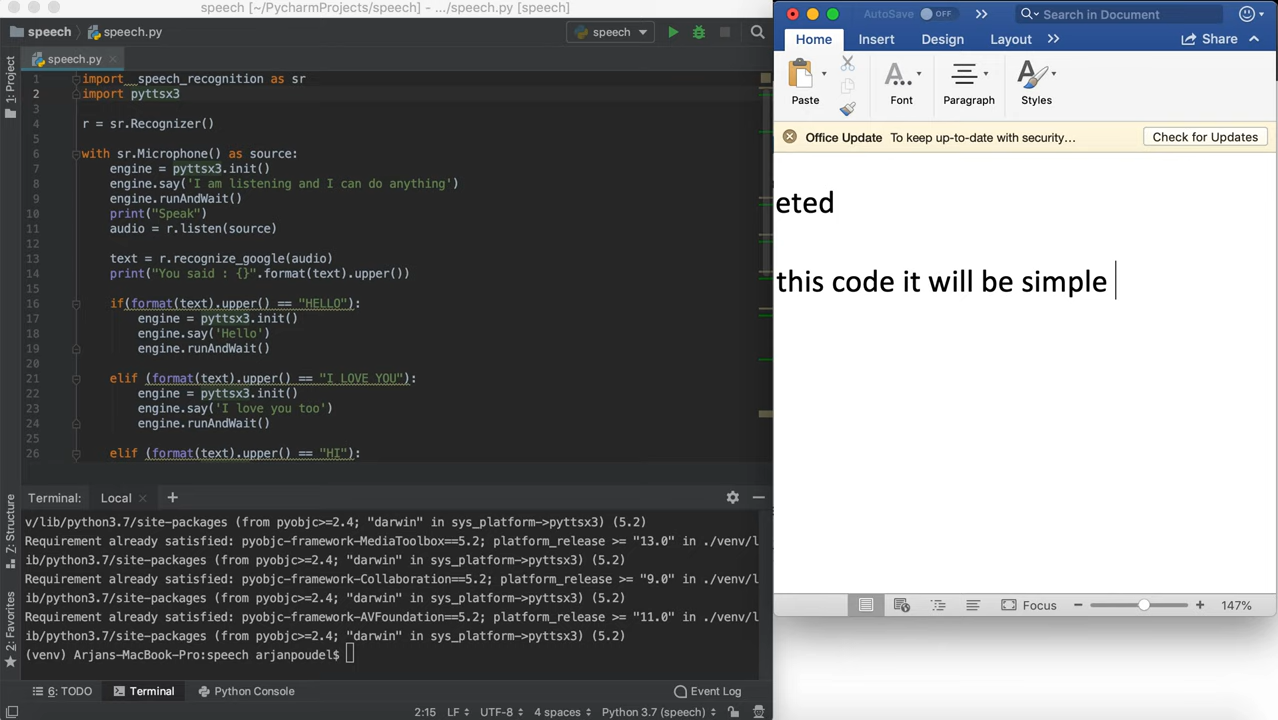 speech [~/PycharmProjects/speech] - .../speech.py [speech]
speech
speech.py
speech
speech.py
1: Project
7: Structure
2: Favorites
1 import speech_recognition as sr
2 import pyttsx3
3
4 r = sr.Recognizer()
5
6 with sr.Microphone() as source:
7 engine = pyttsx3.init()
8 engine.say('I am listening and I can do anything')
9 engine.runAndWait()
10 print("Speak")
11 audio = r.listen(source)
12
13 text = r.recognize_google(audio)
14 print("You said : {}".format(text).upper())
15
16 if(format(text).upper() == "HELLO"):
17 engine = pyttsx3.init()
18 engine.say('Hello')
19 engine.runAndWait()
20
21 elif (format(text).upper() == "I LOVE YOU"):
22 engine = pyttsx3.init()
23 engine.say('I love you too')
24 engine.runAndWait()
25
26 elif (format(text).upper() == "HI"):
Terminal: Local × +
v/lib/python3.7/site-packages (from pyobjc>=2.4; "darwin" in sys_platform->pyttsx3) (5.2)
Requirement already satisfied: pyobjc-framework-MediaToolbox==5.2; platform_release >= "13.0" in ./venv/l
ib/python3.7/site-packages (from pyobjc>=2.4; "darwin" in sys_platform->pyttsx3) (5.2)
Requirement already satisfied: pyobjc-framework-Collaboration==5.2; platform_release >= "9.0" in ./venv/l
ib/python3.7/site-packages (from pyobjc>=2.4; "darwin" in sys_platform->pyttsx3) (5.2)
Requirement already satisfied: pyobjc-framework-AVFoundation==5.2; platform_release >= "11.0" in ./venv/l
ib/python3.7/site-packages (from pyobjc>=2.4; "darwin" in sys_platform->pyttsx3) (5.2)
(venv) Arjans-MacBook-Pro:speech arjanpoudel$
6: TODO Terminal Python Console Event Log
2:15 LF UTF-8 4 spaces Python 3.7 (speech)
AutoSave OFF Search in Document
Home Insert Design Layout Share
Paste Font Paragraph Styles
Office Update To keep up-to-date with security… Check for Updates
eted
this code it will be simple
Focus 147%